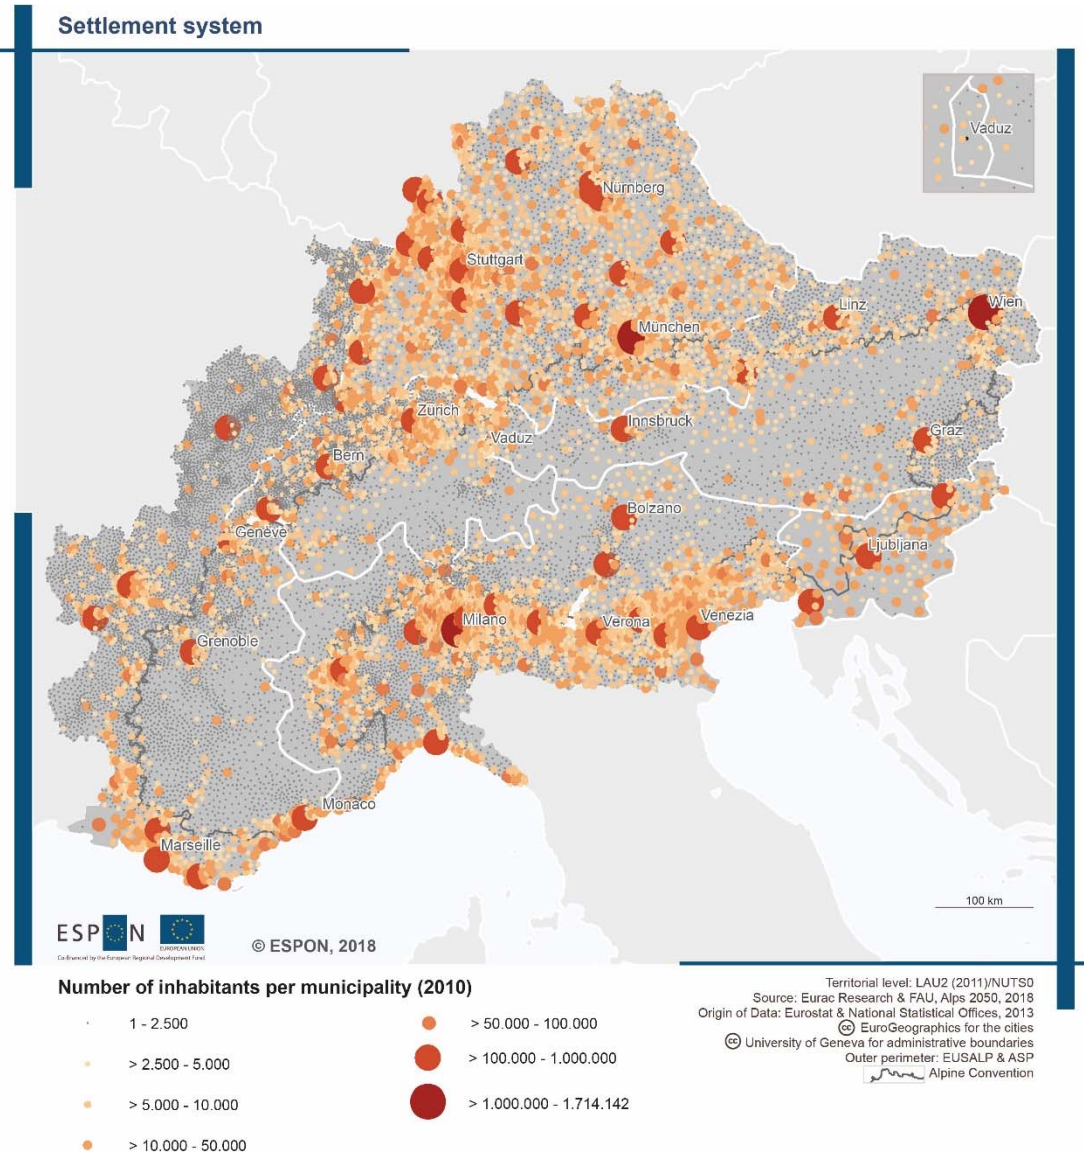 Settlement system
Vaduz
Nürnberg
Stuttgart
Linz
Wien
München
Zürich
Innsbruck
Vaduz
Graz
Bern
Bolzano
Genève
Ljubljana
Milano
Verona
Venezia
Grenoble
Monaco
Marseille
100 km
ESPON
EUROPEAN UNION
Co-financed by the European Regional Development Fund
© ESPON, 2018
Number of inhabitants per municipality (2010)
1 - 2.500
> 2.500 - 5.000
> 5.000 - 10.000
> 10.000 - 50.000
> 50.000 - 100.000
> 100.000 - 1.000.000
> 1.000.000 - 1.714.142
Territorial level: LAU2 (2011)/NUTS0
Source: Eurac Research & FAU, Alps 2050, 2018
Origin of Data: Eurostat & National Statistical Offices, 2013
cc EuroGeographics for the cities
cc University of Geneva for administrative boundaries
Outer perimeter: EUSALP & ASP
Alpine Convention